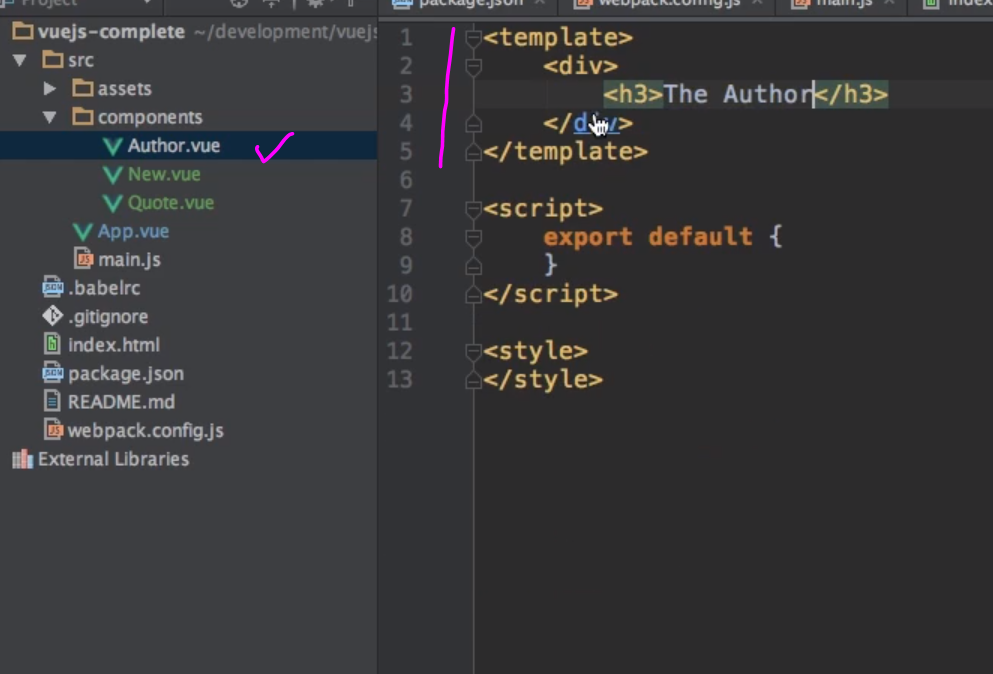 Project
package.json
webpack.config.js
main.js
index
vuejs-complete ~/development/vuejs
src
assets
components
Author.vue
New.vue
Quote.vue
App.vue
main.js
.babelrc
.gitignore
index.html
package.json
README.md
webpack.config.js
External Libraries
1 <template>
2 <div>
3 <h3>The Author</h3>
4 </div>
5 </template>
6
7 <script>
8 export default {
9 }
10 </script>
11
12 <style>
13 </style>